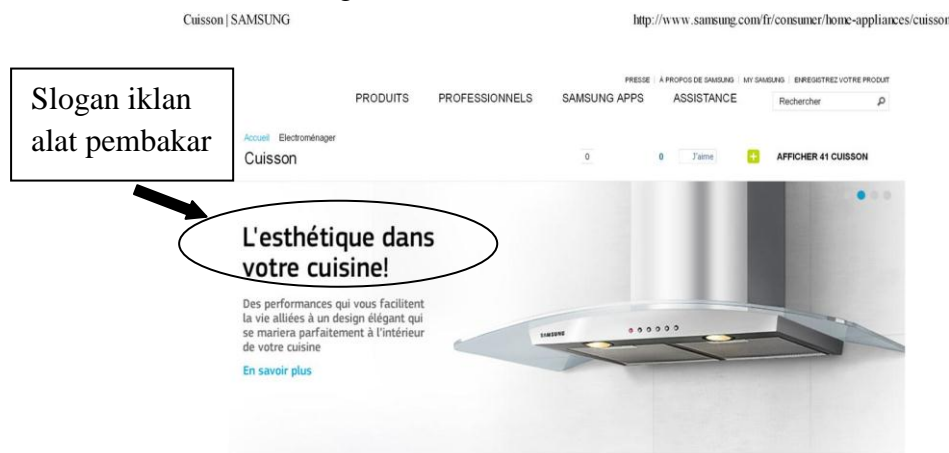 Cuisson | SAMSUNG
http://www.samsung.com/fr/consumer/home-appliances/cuisson
Slogan iklan
alat pembakar
PRESSE | À PROPOS DE SAMSUNG | MY SAMSUNG | ENREGISTREZ VOTRE PRODUIT
PRODUITS PROFESSIONNELS SAMSUNG APPS ASSISTANCE Rechercher
Accueil Electroménager
Cuisson
0 0 J'aime + AFFICHER 41 CUISSON
L'esthétique dans
votre cuisine!
Des performances qui vous facilitent
la vie alliées à un design élégant qui
se mariera parfaitement à l'intérieur
de votre cuisine
En savoir plus
SAMSUNG